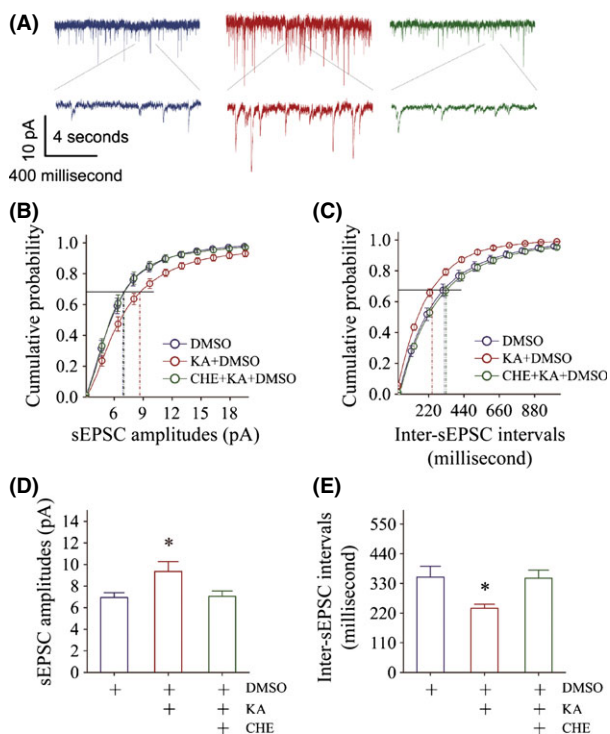 (A)
10 pA
4 seconds
400 millisecond
(B)
Cumulative probability
1.0
0.8
0.6
0.4
0.2
0.0
DMSO
KA+DMSO
CHE+KA+DMSO
6 9 12 15 18
sEPSC amplitudes (pA)
(C)
Cumulative probability
1.0
0.8
0.6
0.4
0.2
0.0
DMSO
KA+DMSO
CHE+KA+DMSO
220 440 660 880
Inter-sEPSC intervals
(millisecond)
(D)
sEPSC amplitudes (pA)
14
12
10
8
6
4
2
0
*
+ + + DMSO
+ + KA
+ CHE
(E)
Inter-sEPSC intervals
(millisecond)
550
440
330
220
110
0
*
+ + + DMSO
+ + KA
+ CHE